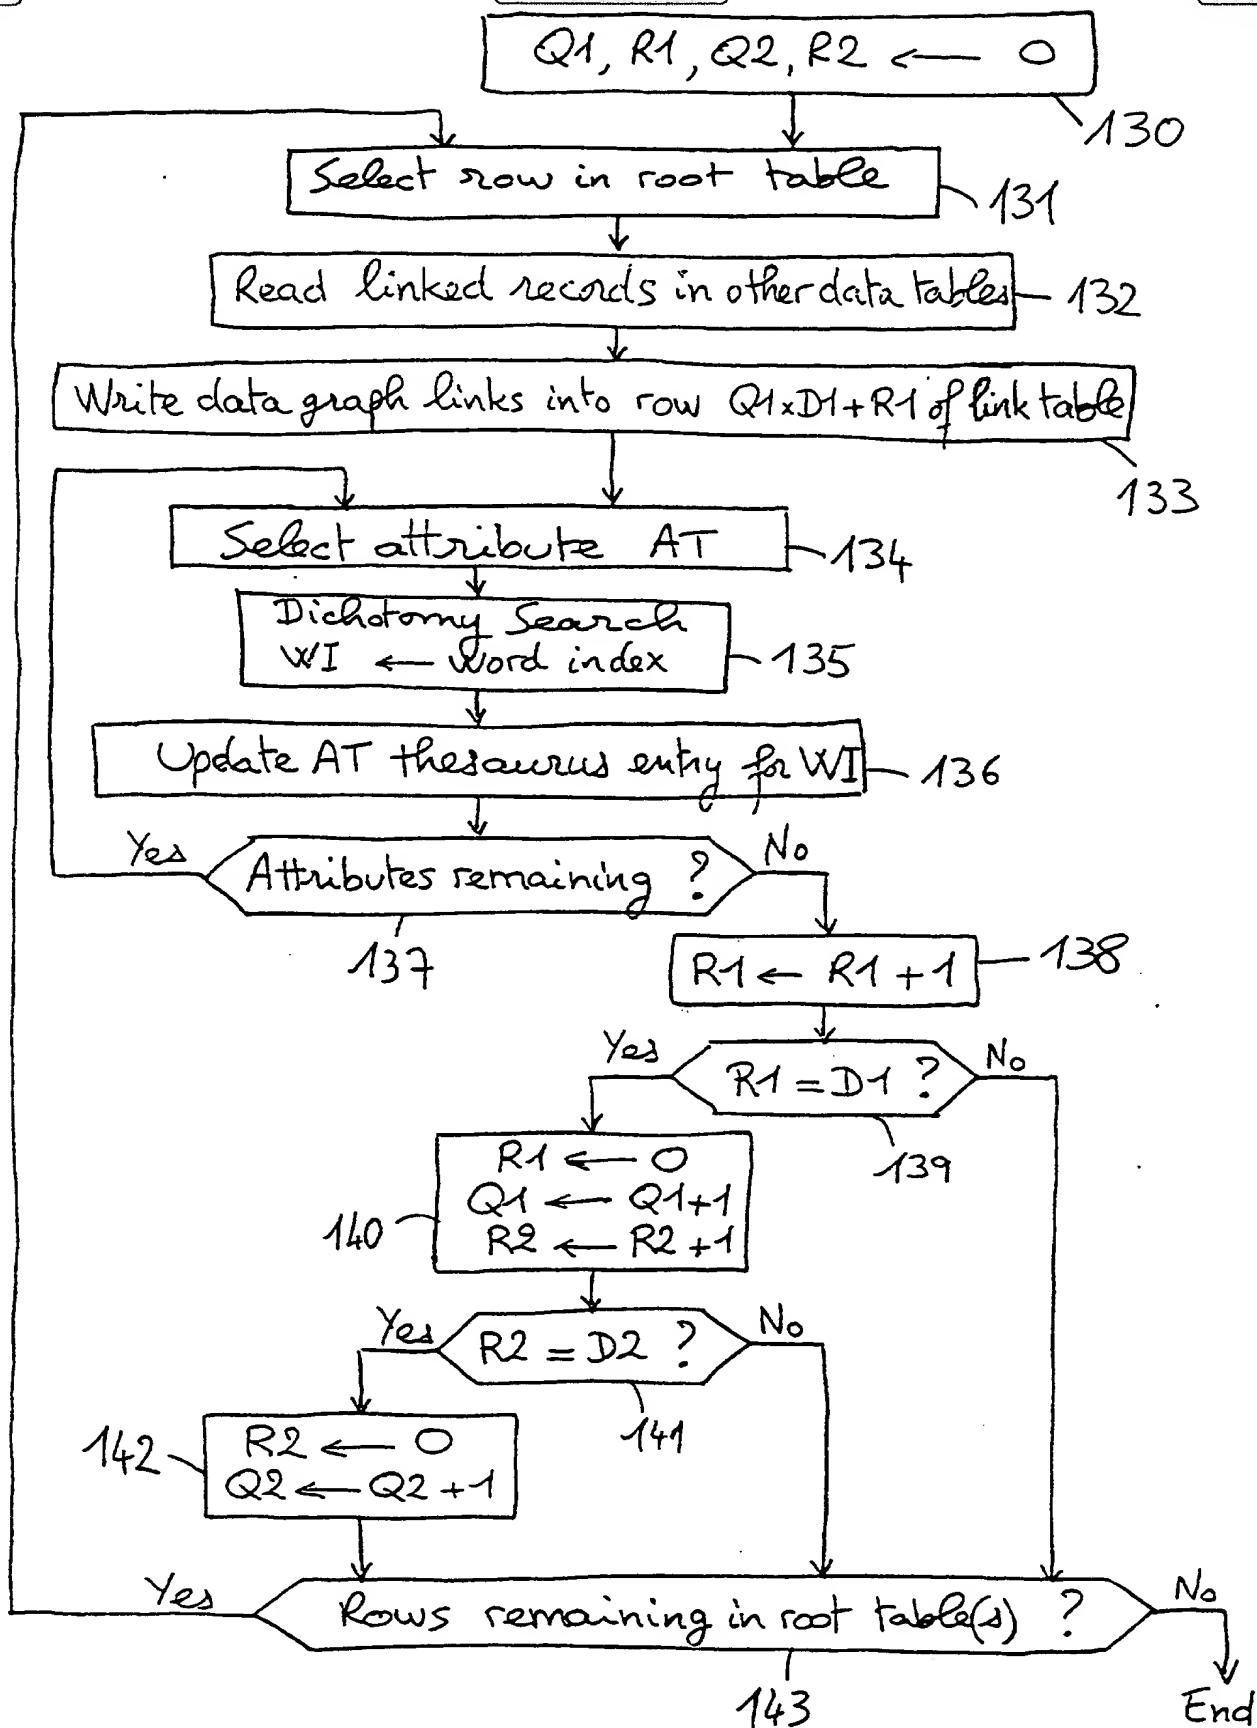 Q1, R1, Q2, R2 ← 0
130
Select row in root table
131
Read linked records in other data tables
132
Write data graph links into row Q1×D1+R1 of link table
133
Select attribute AT
134
Dichotomy Search
WI ← word index
135
Update AT thesaurus entry for WI
136
Yes
Attributes remaining ?
No
137
R1 ← R1 + 1
138
Yes
R1 = D1 ?
No
139
R1 ← 0
Q1 ← Q1+1
R2 ← R2 +1
140
Yes
R2 = D2 ?
No
141
142
R2 ← 0
Q2 ← Q2 +1
Yes
Rows remaining in root table(s) ?
No
143
End